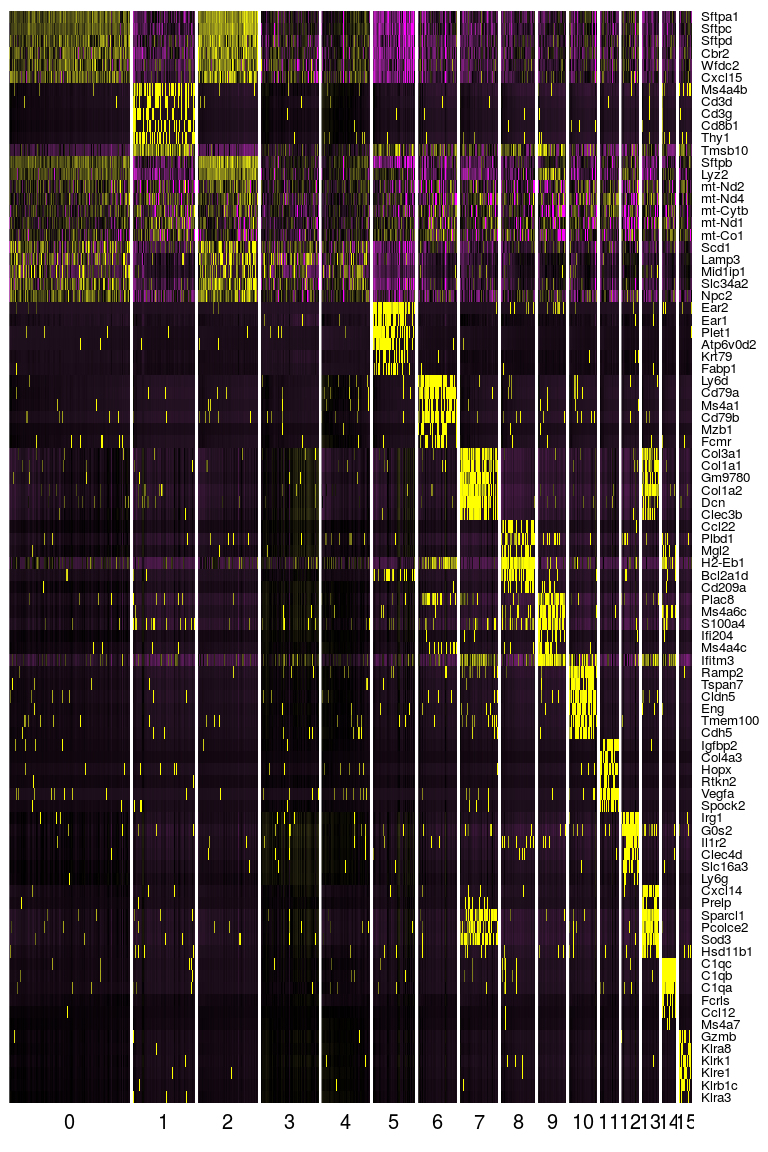 Sftpa1
Sftpc
Sftpd
Cbr2
Wfdc2
Cxcl15
Ms4a4b
Cd3d
Cd3g
Cd8b1
Thy1
Tmsb10
Sftpb
Lyz2
mt-Nd2
mt-Nd4
mt-Cytb
mt-Nd1
mt-Co1
Scd1
Lamp3
Mid1ip1
Slc34a2
Npc2
Ear2
Ear1
Plet1
Atp6v0d2
Krt79
Fabp1
Ly6d
Cd79a
Ms4a1
Cd79b
Mzb1
Fcmr
Col3a1
Col1a1
Gm9780
Col1a2
Dcn
Clec3b
Ccl22
Plbd1
Mgl2
H2-Eb1
Bcl2a1d
Cd209a
Plac8
Ms4a6c
S100a4
Ifi204
Ms4a4c
Ifitm3
Ramp2
Tspan7
Cldn5
Eng
Tmem100
Cdh5
Igfbp2
Col4a3
Hopx
Rtkn2
Vegfa
Spock2
Irg1
G0s2
Il1r2
Clec4d
Slc16a3
Ly6g
Cxcl14
Prelp
Sparcl1
Pcolce2
Sod3
Hsd11b1
C1qc
C1qb
C1qa
Fcrls
Ccl12
Ms4a7
Gzmb
Klra8
Klrk1
Klre1
Klrb1c
Klra3
0 1 2 3 4 5 6 7 8 9 10 11 12 13 14 15